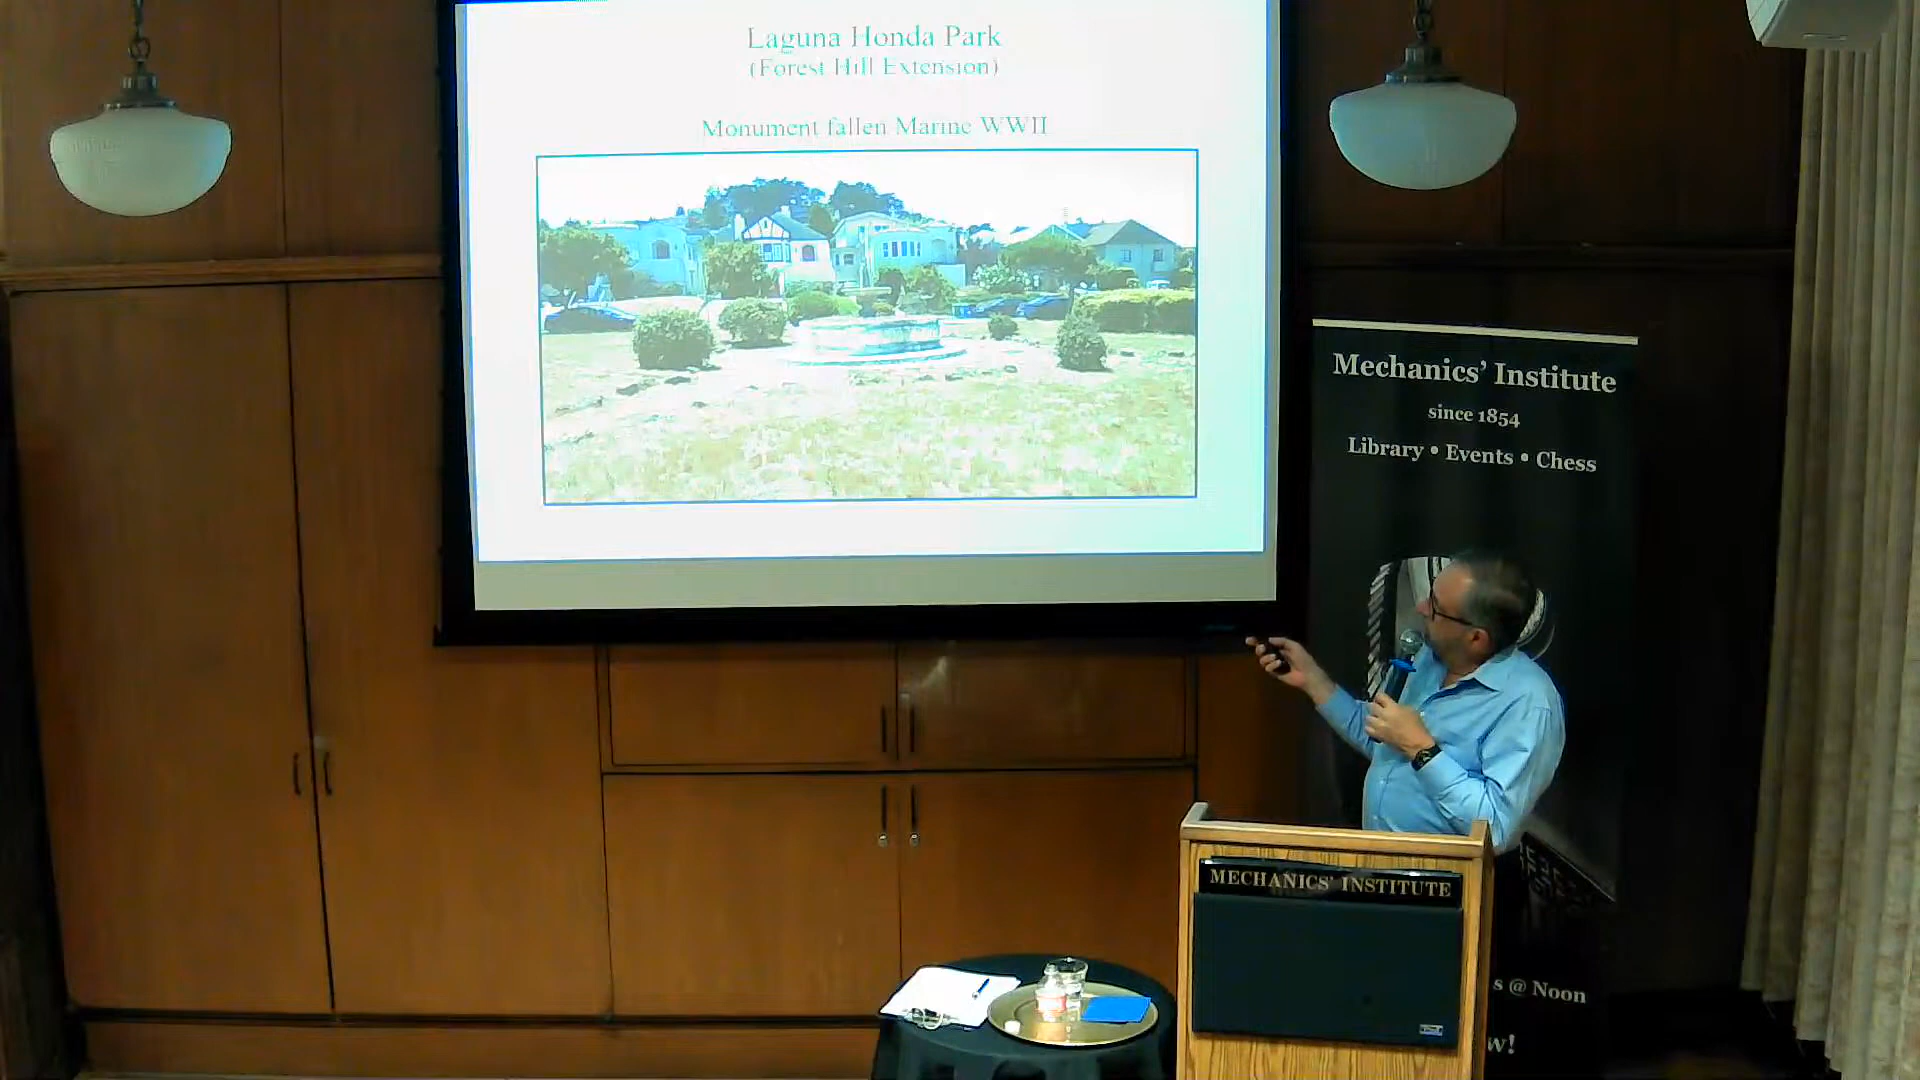 Laguna Honda Park
(Forest Hill Extension)
Monument fallen Marine WWII
Mechanics' Institute
since 1854
Library • Events • Chess
MECHANICS' INSTITUTE
s @ Noon
w!